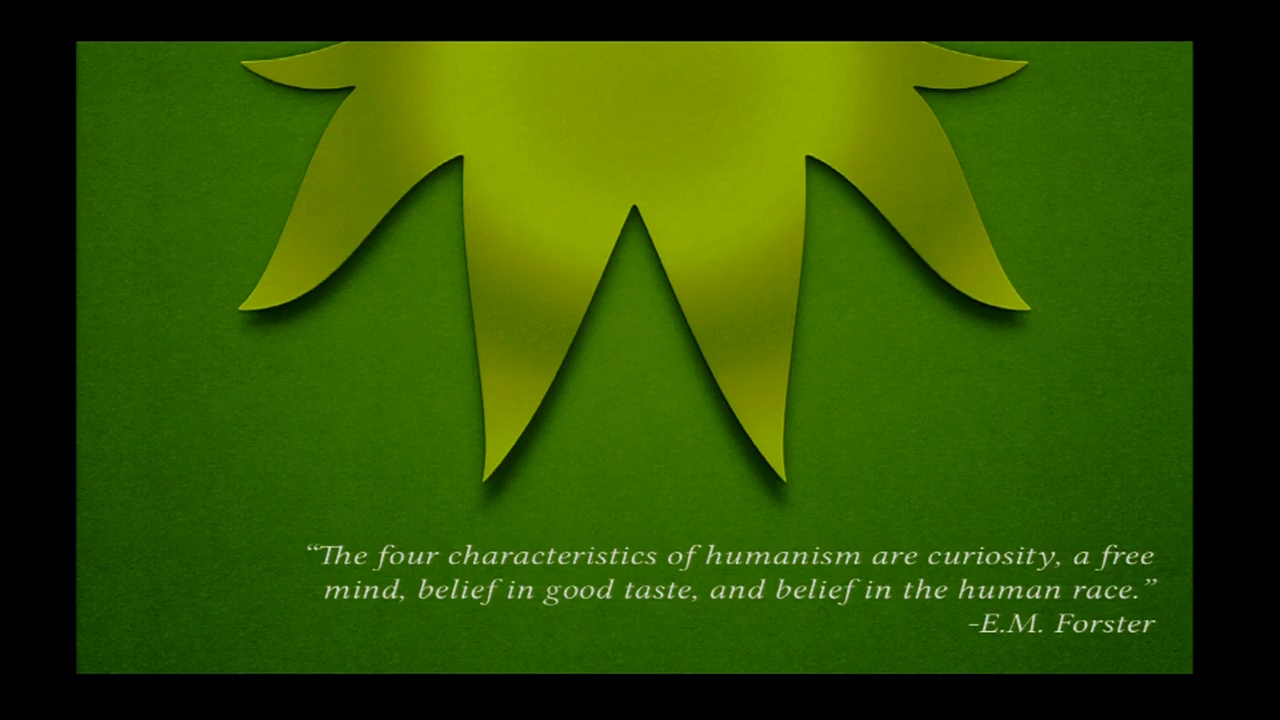 “The four characteristics of humanism are curiosity, a free
mind, belief in good taste, and belief in the human race.”
-E.M. Forster